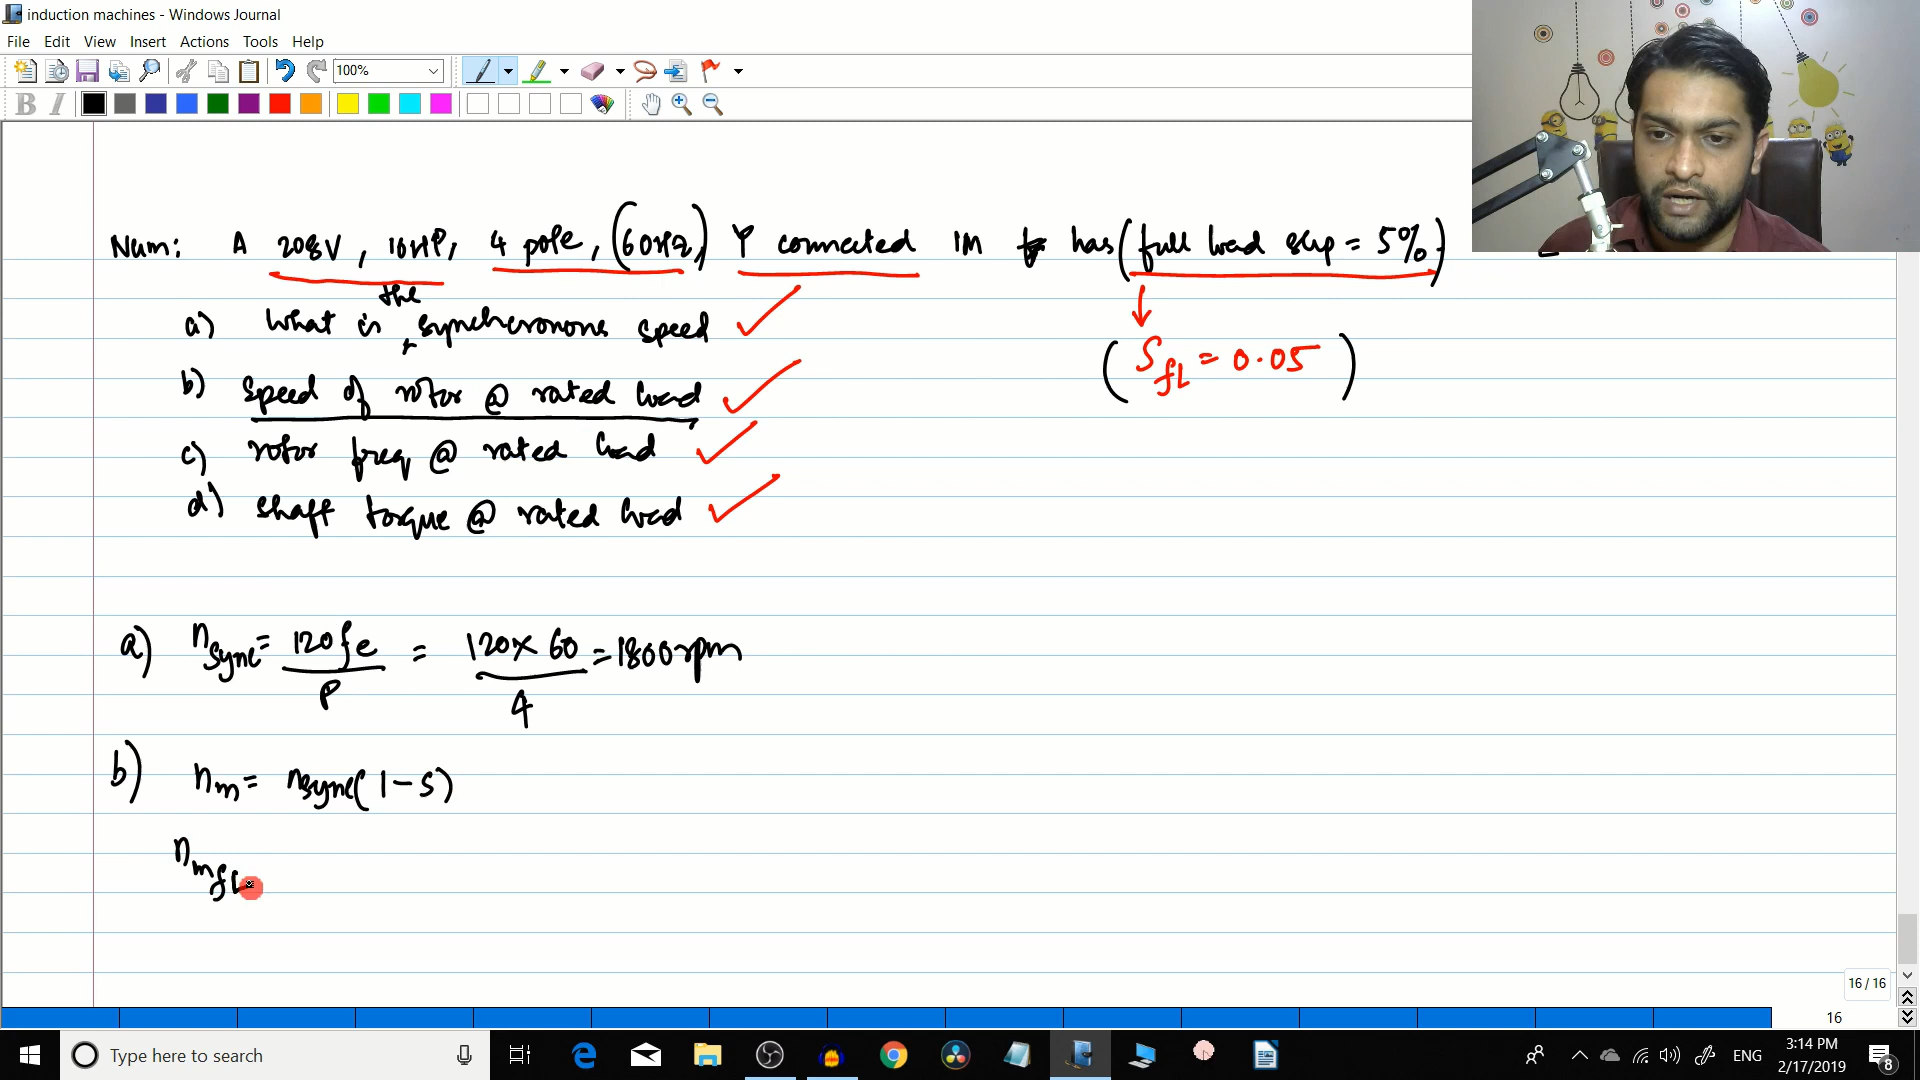 induction machines - Windows Journal
File Edit View Insert Actions Tools Help
100%
B I
Num: A 208V, 10HP, 4 pole, (60Hz) Y connected IM has (full load slip = 5%)
the
a) What is synchronous speed
b) Speed of rotor @ rated load
c) rotor freq @ rated load
d) shaft torque @ rated load
( SfL = 0.05 )
a) nsync = 120fe / P = 120 x 60 / 4 = 1800rpm
b) nm = nsync(1-s)
nmfL
16 / 16
16
Type here to search
ENG
3:14 PM
2/17/2019
8